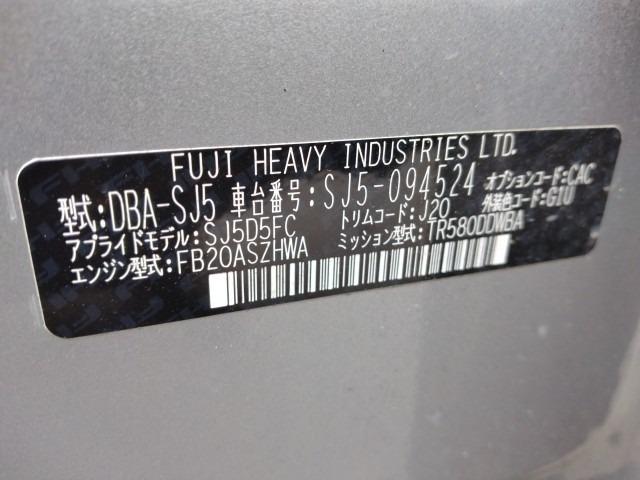 FUJI HEAVY INDUSTRIES LTD.
型式:DBA-SJ5 車台番号:SJ5-094524 オプションコード:CAC
アプライドモデル:SJ5D5FC トリムコード:J20 外装色コード:G1U
エンジン型式:FB20ASZHWA ミッション型式:TR580DDWBA